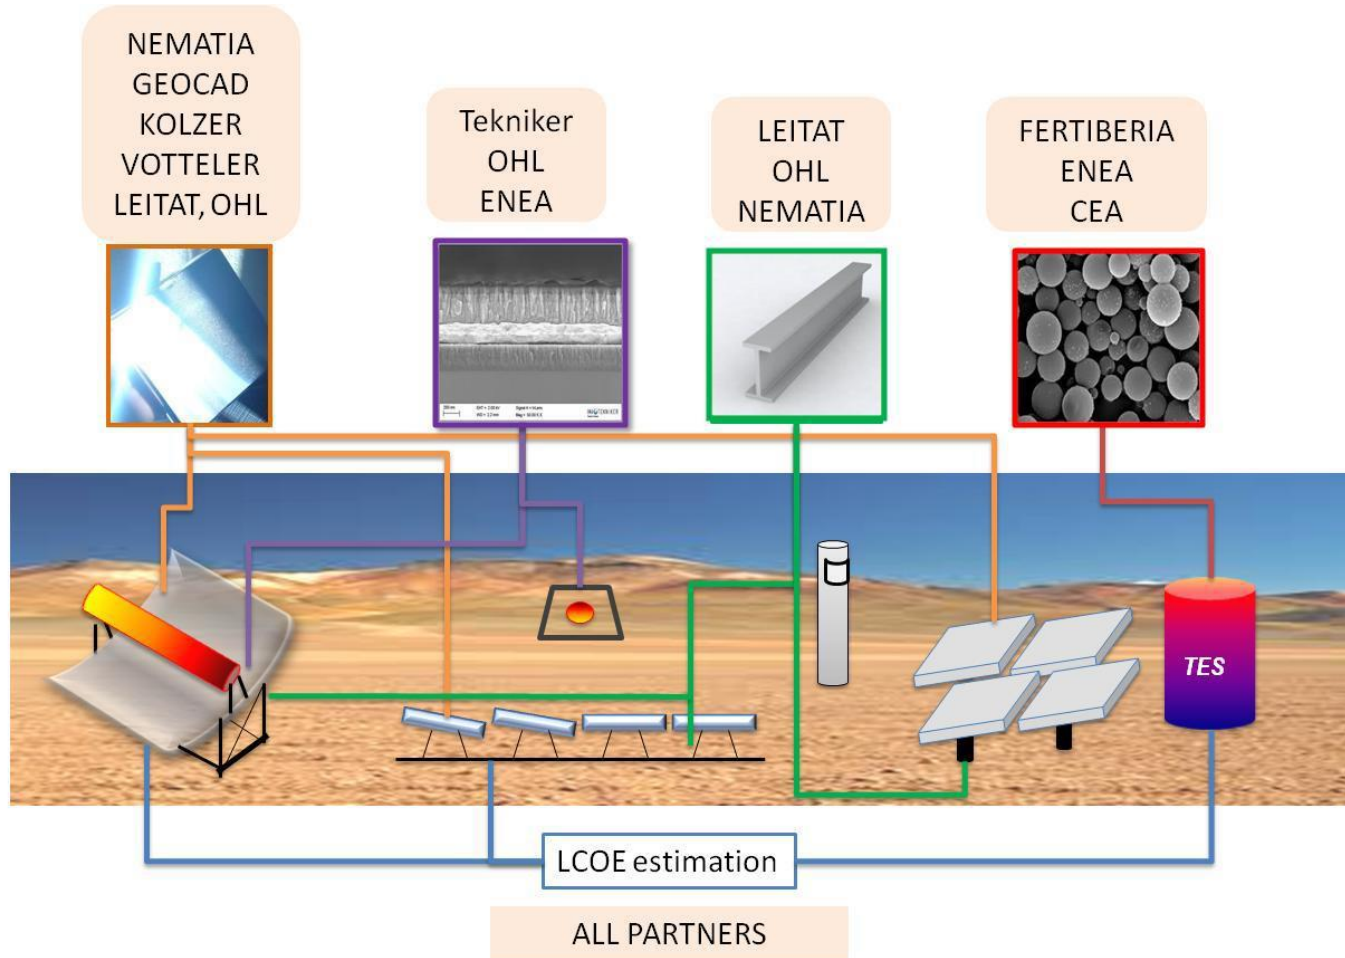 NEMATIA
GEOCAD
KOLZER
VOTTELER
LEITAT, OHL
Tekniker
OHL
ENEA
LEITAT
OHL
NEMATIA
FERTIBERIA
ENEA
CEA
TES
LCOE estimation
ALL PARTNERS